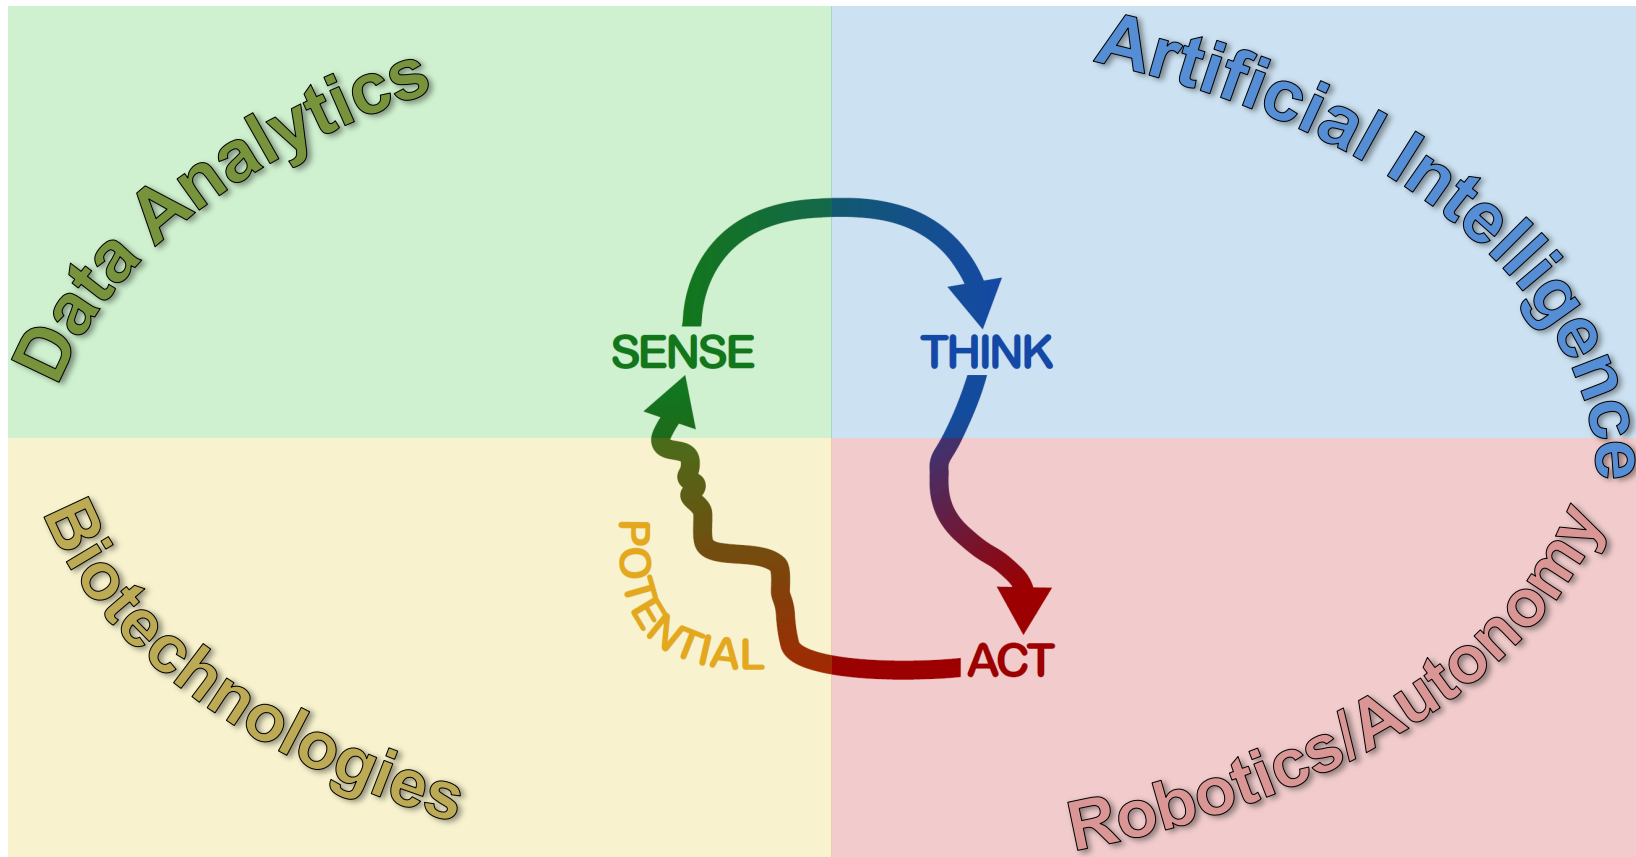 Data Analytics
Artificial Intelligence
SENSE
THINK
POTENTIAL
ACT
Biotechnologies
Robotics/Autonomy